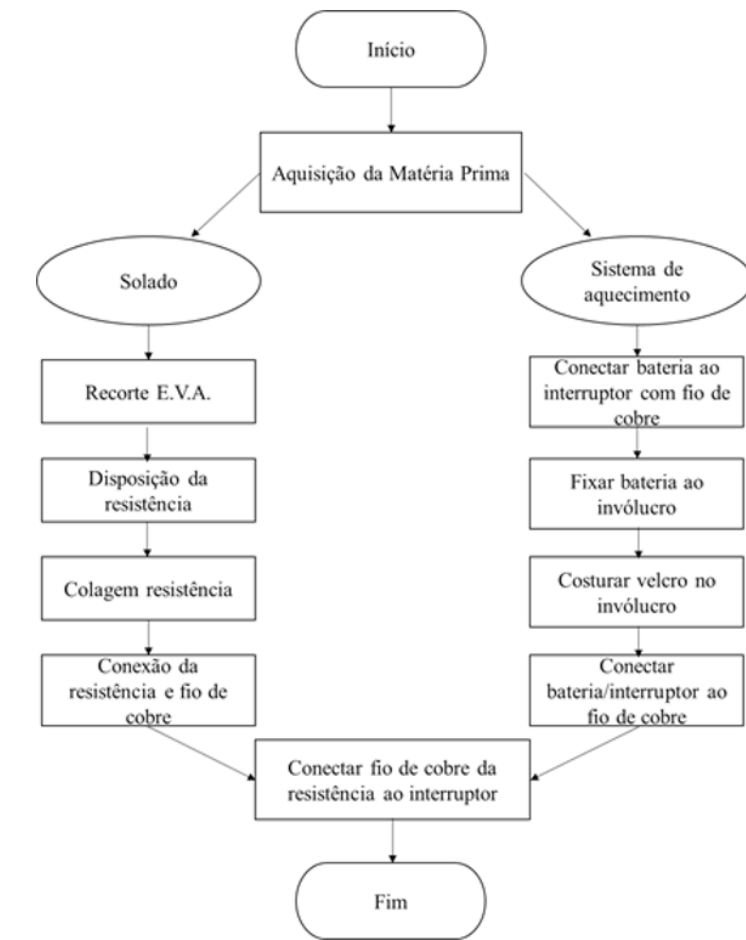 Início
Aquisição da Matéria Prima
Solado
Recorte E.V.A.
Disposição da
resistência
Colagem resistência
Conexão da
resistência e fio de
cobre
Sistema de
aquecimento
Conectar bateria ao
interruptor com fio de
cobre
Fixar bateria ao
invólucro
Costurar velcro no
invólucro
Conectar
bateria/interruptor ao
fio de cobre
Conectar fio de cobre da
resistência ao interruptor
Fim